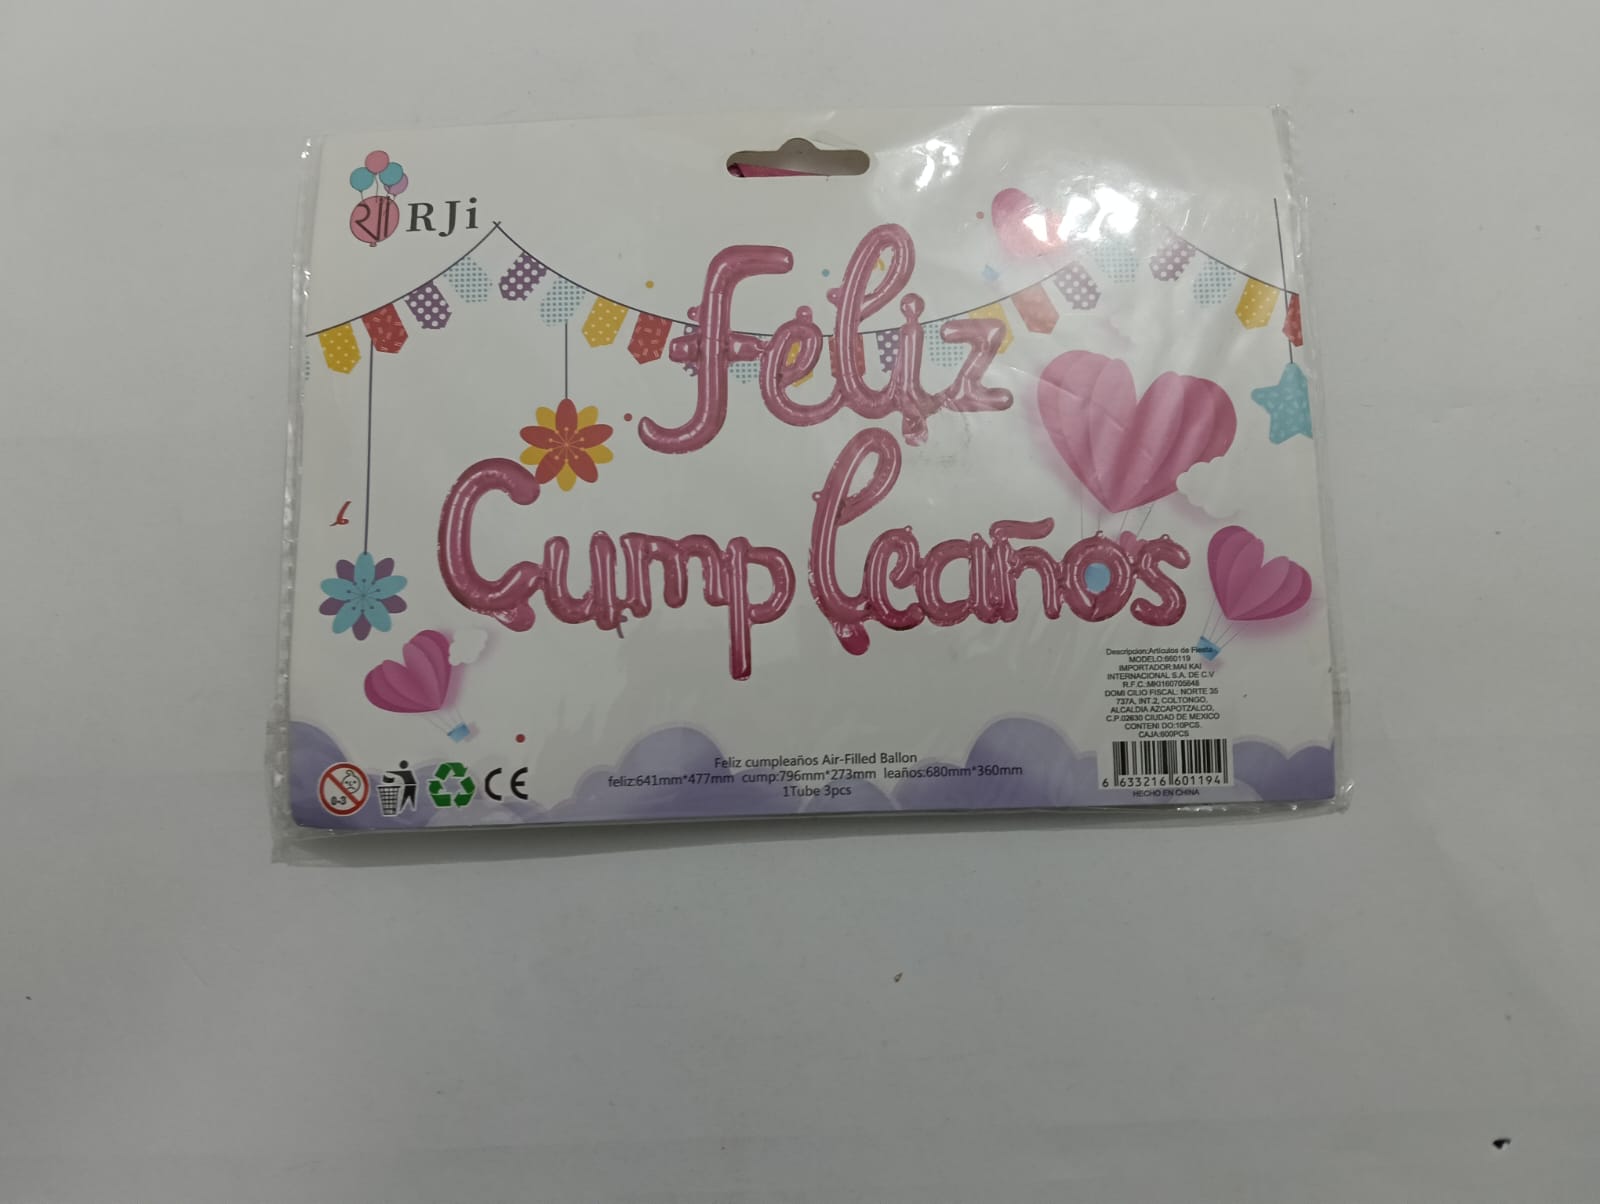 RJi
Feliz
Cumpleaños
Descripcion:Articulos de Fiesta
MODELO:660119
IMPORTADOR:MAI KAI
INTERNACIONAL S.A. DE C.V
R.F.C.:MKI160705848
DOMI CILIO FISCAL: NORTE 35
737A, INT.2, COLTONGO,
ALCALDIA AZCAPOTZALCO,
C.P.02630 CIUDAD DE MEXICO
CONTENI DO:10PCS.
CAJA:600PCS
6 633216 601194
HECHO EN CHINA
Feliz cumpleaños Air-Filled Ballon
feliz:641mm*477mm cump:796mm*273mm leaños:680mm*360mm
1Tube 3pcs
0-3
CE